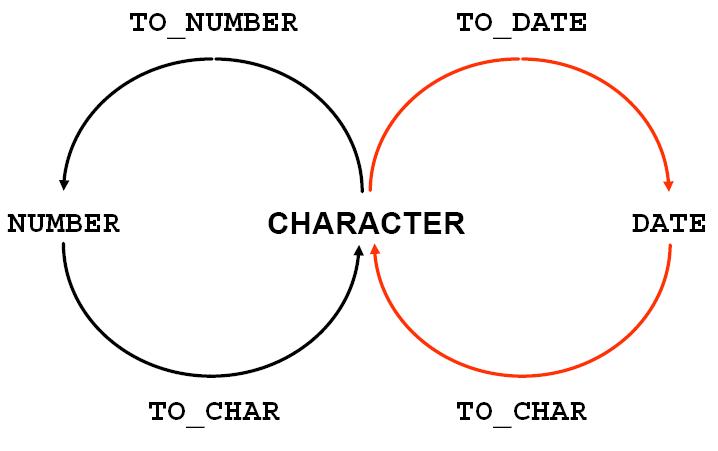 TO_NUMBER TO_DATE
NUMBER CHARACTER DATE
TO_CHAR TO_CHAR